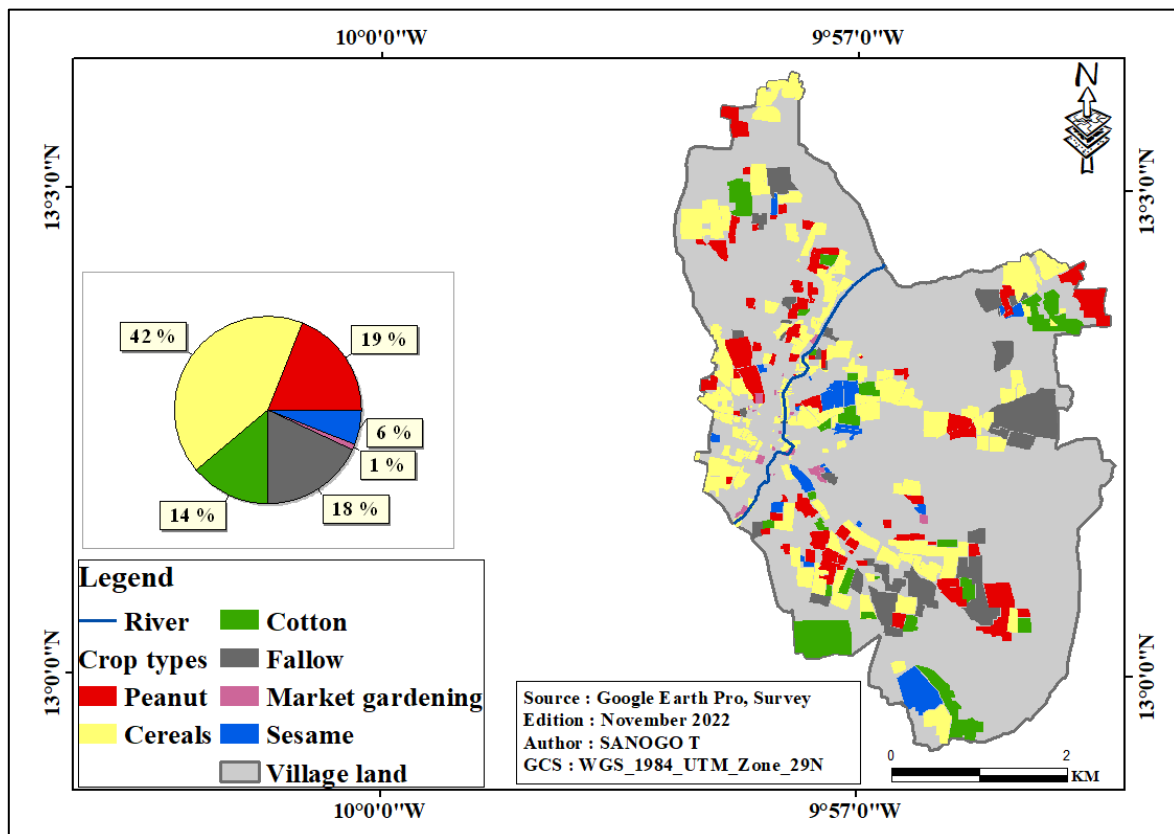 10°0'0"W 9°57'0"W
N
13°3'0"N 13°3'0"N
42 %
19 %
6 %
1 %
14 %
18 %
Legend
River
Cotton
Crop types
Fallow
Peanut
Market gardening
Cereals
Sesame
Village land
Source : Google Earth Pro, Survey
Edition : November 2022
Author : SANOGO T
GCS : WGS_1984_UTM_Zone_29N
13°0'0"N 13°0'0"N
0 2
KM
10°0'0"W 9°57'0"W